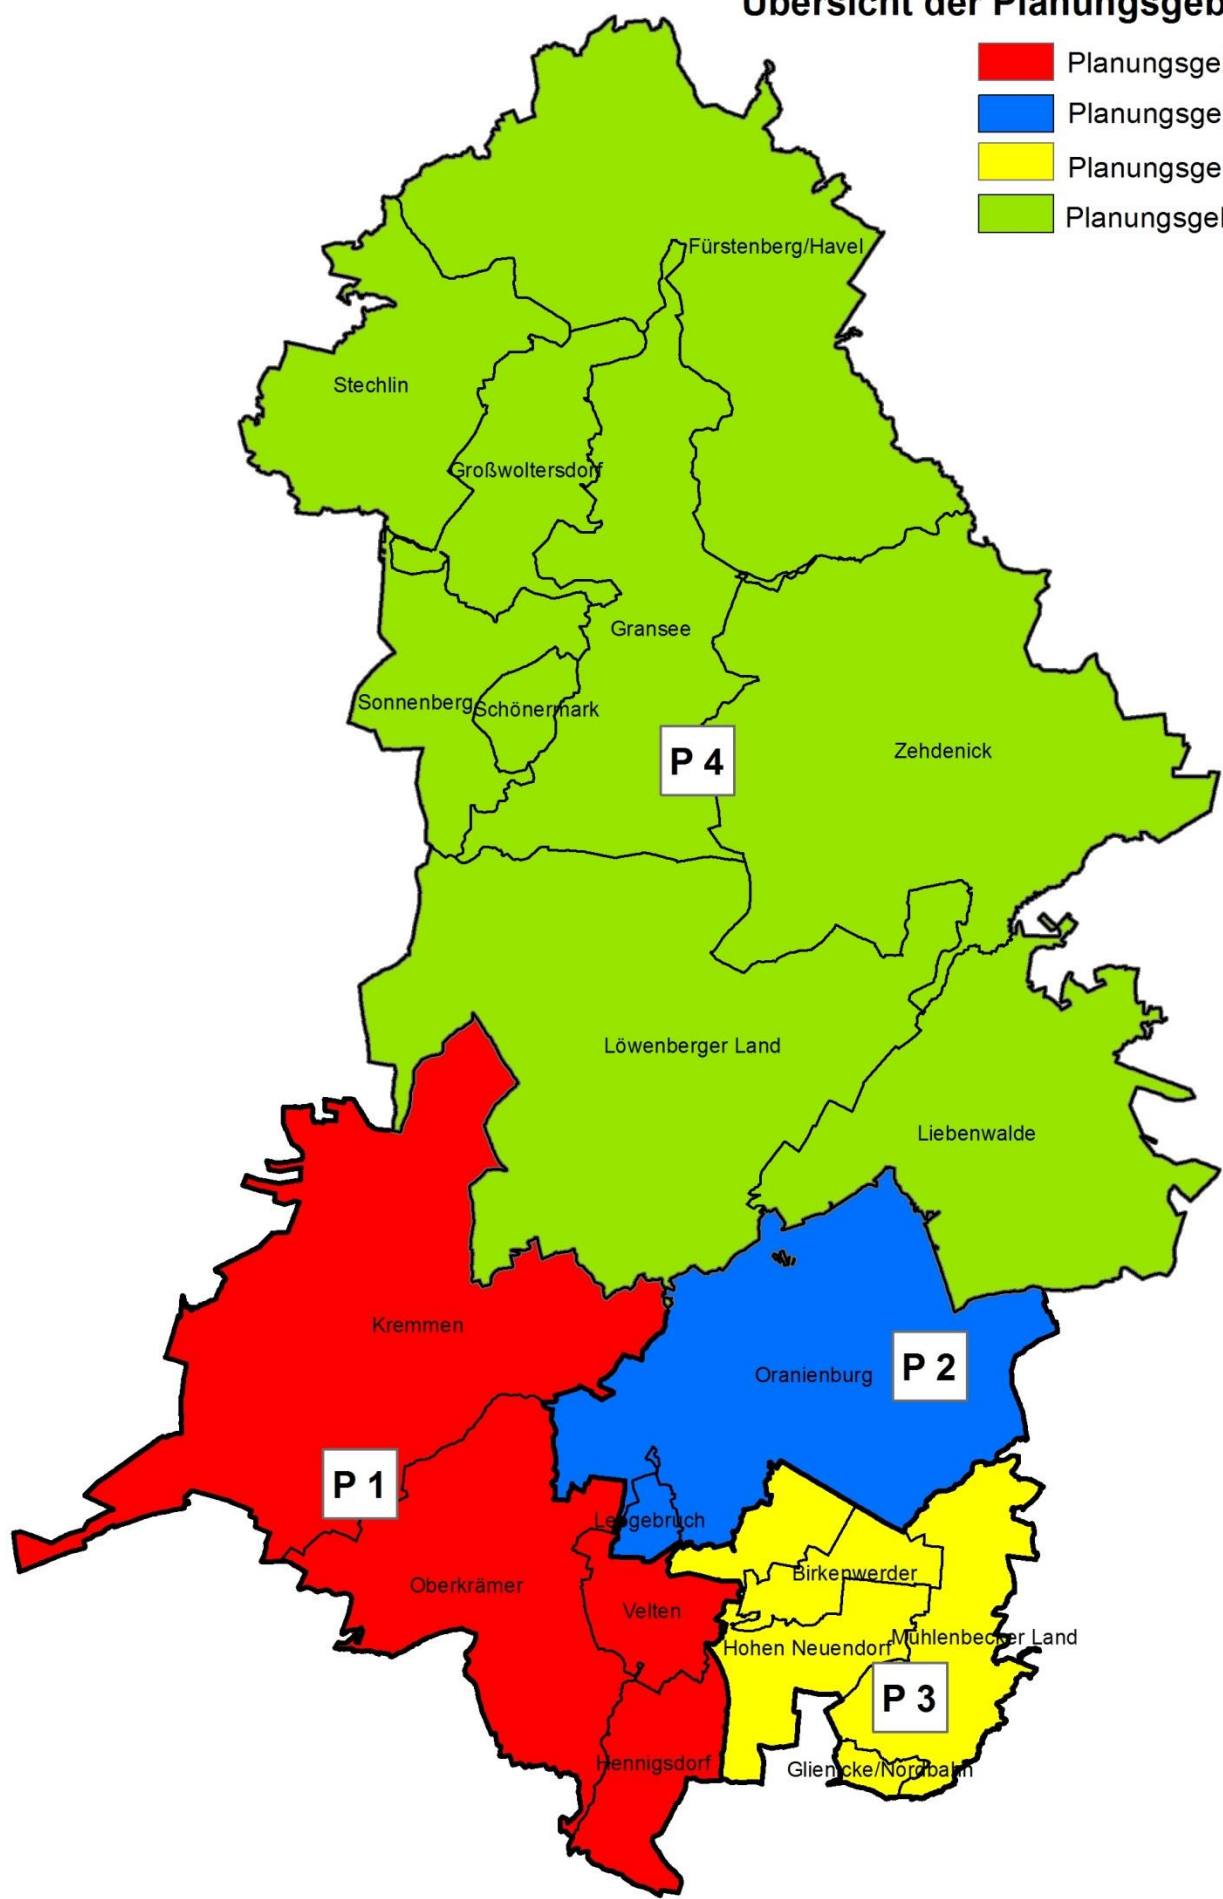 Übersicht der Planungsgeb
Planungsge
Planungsge
Planungsge
Planungsgel
Fürstenberg/Havel
Stechlin
Großwoltersdorf
Gransee
Sonnenberg
Schönermark
P 4
Zehdenick
Löwenberger Land
Liebenwalde
Kremmen
P 2
Oranienburg
P 1
Leegebruch
Birkenwerder
Oberkrämer
Velten
Mühlenbecker Land
Hohen Neuendorf
P 3
Hennigsdorf
Glienicke/Nordbahn